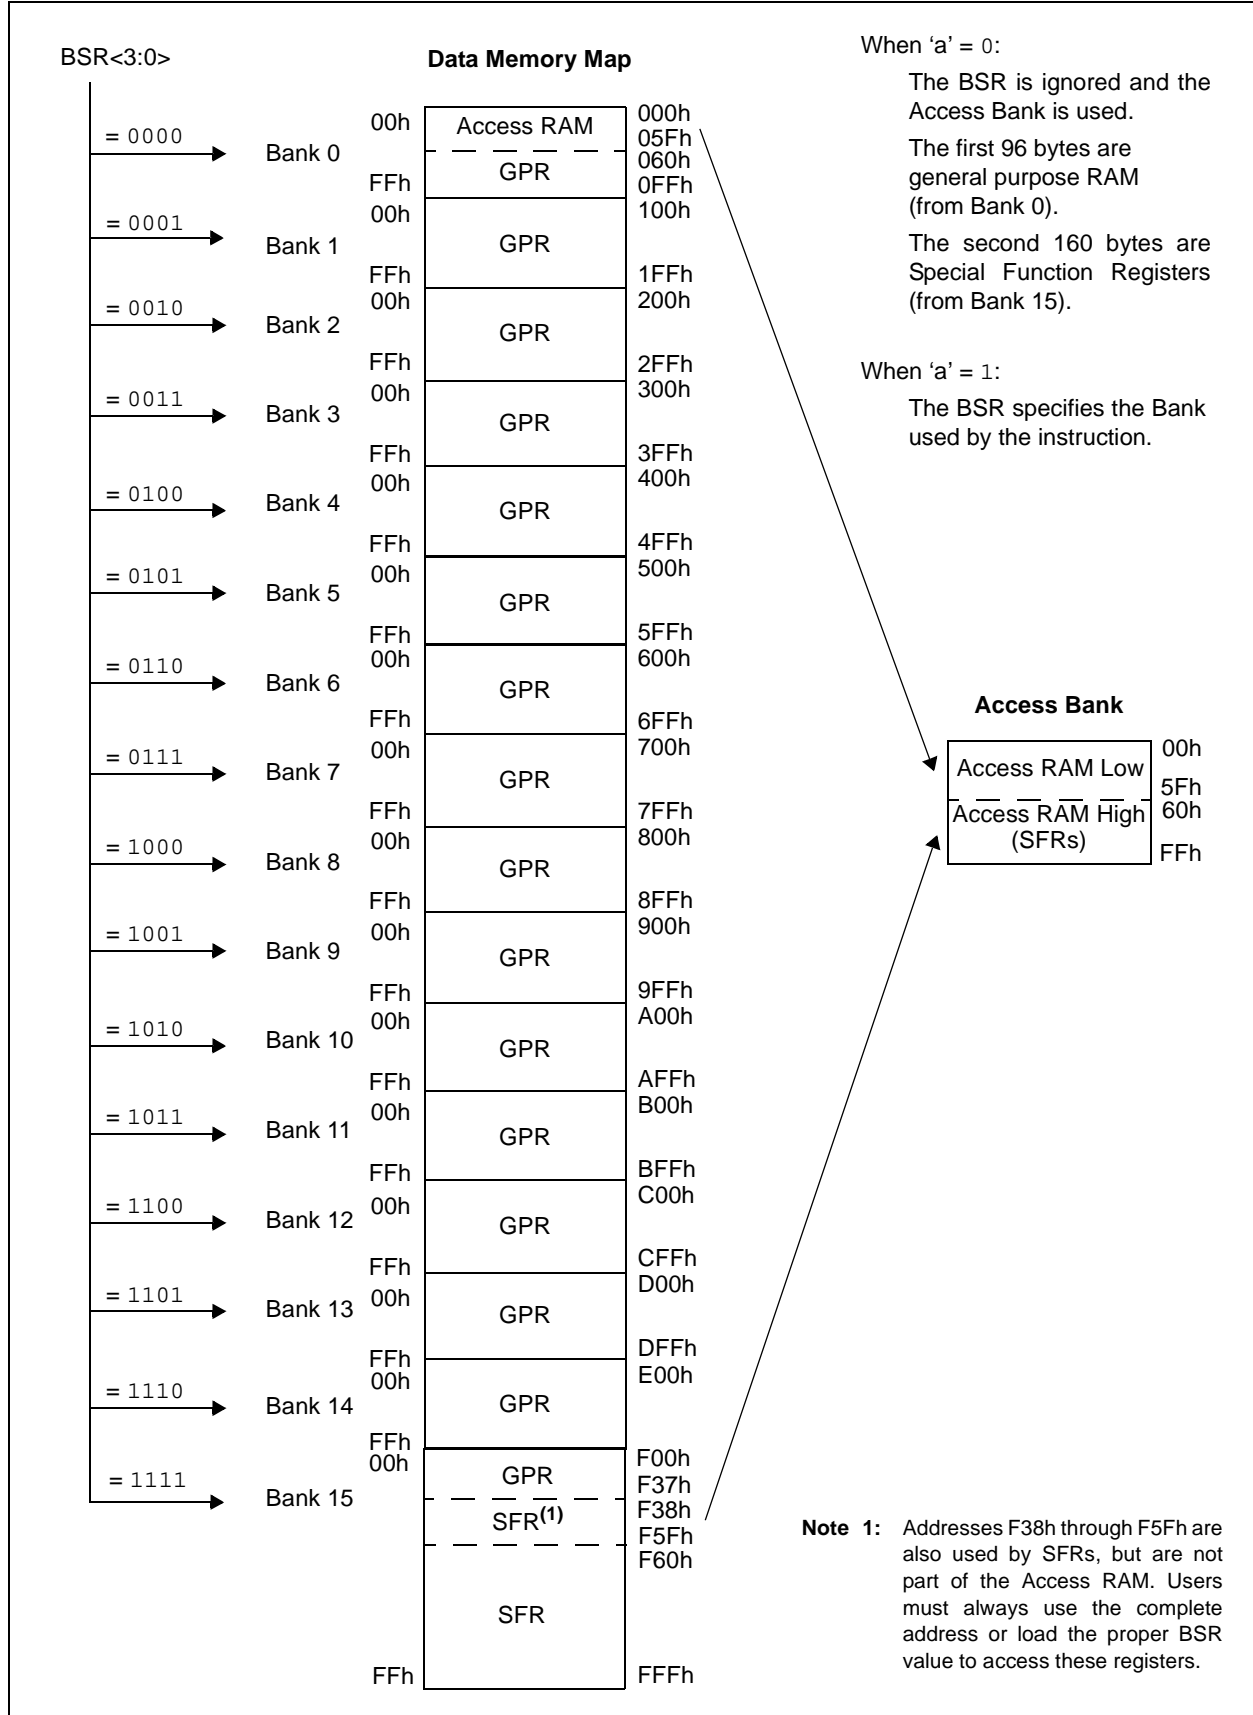 BSR<3:0>
Data Memory Map
When ‘a’ = 0:
The BSR is ignored and the
Access Bank is used.
The first 96 bytes are
general purpose RAM
(from Bank 0).
The second 160 bytes are
Special Function Registers
(from Bank 15).
When ‘a’ = 1:
The BSR specifies the Bank
used by the instruction.
= 0000
Bank 0
00h
Access RAM
000h
05Fh
060h
GPR
FFh
0FFh
= 0001
Bank 1
00h
GPR
100h
FFh
1FFh
= 0010
Bank 2
00h
GPR
200h
FFh
2FFh
= 0011
Bank 3
00h
GPR
300h
FFh
3FFh
= 0100
Bank 4
00h
GPR
400h
FFh
4FFh
= 0101
Bank 5
00h
GPR
500h
FFh
5FFh
= 0110
Bank 6
00h
GPR
600h
FFh
6FFh
= 0111
Bank 7
00h
GPR
700h
FFh
7FFh
= 1000
Bank 8
00h
GPR
800h
FFh
8FFh
= 1001
Bank 9
00h
GPR
900h
FFh
9FFh
= 1010
Bank 10
00h
GPR
A00h
FFh
AFFh
= 1011
Bank 11
00h
GPR
B00h
FFh
BFFh
= 1100
Bank 12
00h
GPR
C00h
FFh
CFFh
= 1101
Bank 13
00h
GPR
D00h
FFh
DFFh
= 1110
Bank 14
00h
GPR
E00h
FFh
= 1111
Bank 15
00h
GPR
F00h
F37h
SFR(1)
F38h
F5Fh
F60h
SFR
FFh
FFFh
Access Bank
Access RAM Low
00h
5Fh
Access RAM High
(SFRs)
60h
FFh
Note 1: Addresses F38h through F5Fh are
also used by SFRs, but are not
part of the Access RAM. Users
must always use the complete
address or load the proper BSR
value to access these registers.